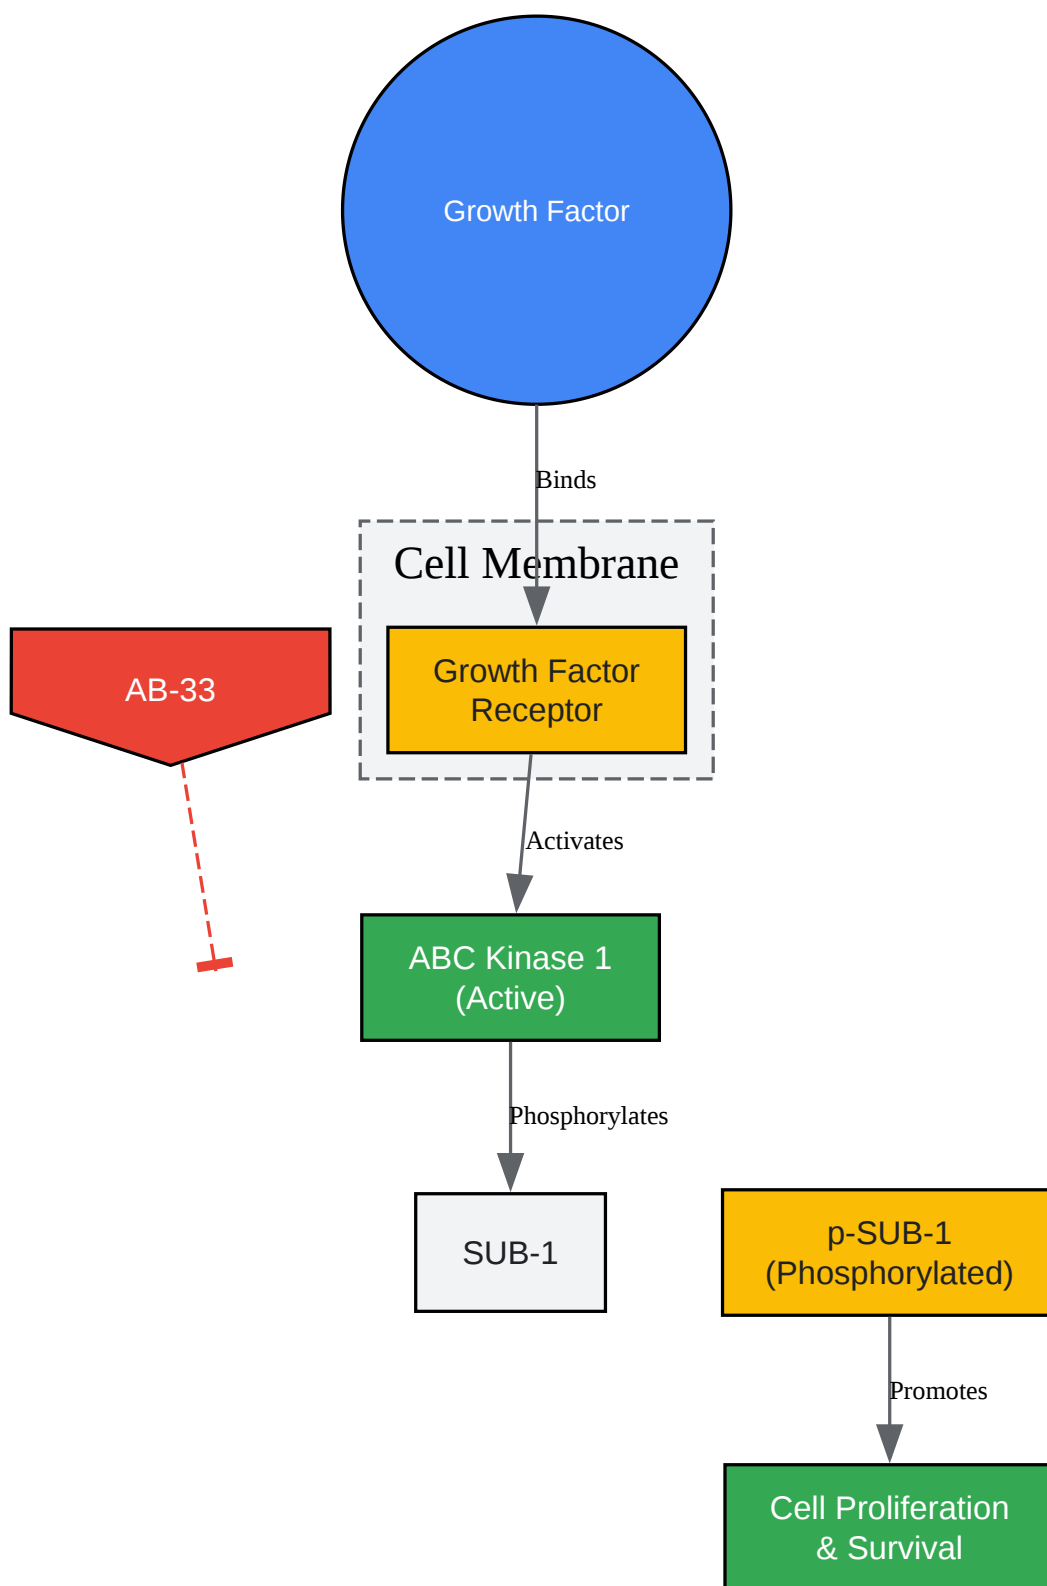 Growth Factor
Binds
Cell Membrane
Growth Factor
Receptor
AB-33
Activates
ABC Kinase 1
(Active)
Phosphorylates
SUB-1
p-SUB-1
(Phosphorylated)
Promotes
Cell Proliferation
& Survival